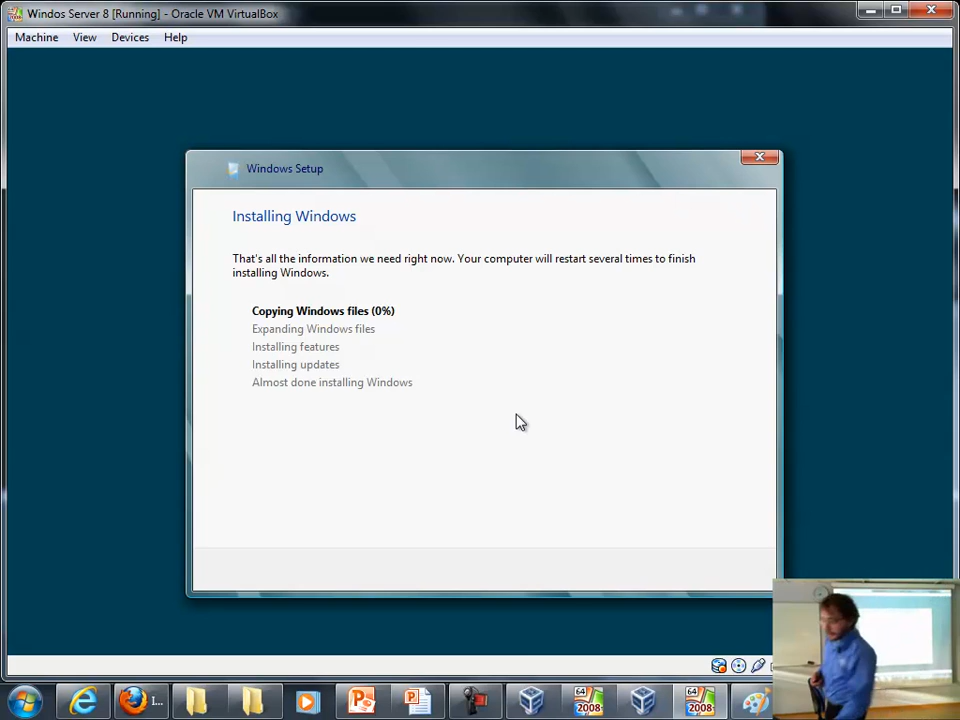 Windos Server 8 [Running] - Oracle VM VirtualBox
Machine View Devices Help
Windows Setup
Installing Windows
That's all the information we need right now. Your computer will restart several times to finish
installing Windows.
Copying Windows files (0%)
Expanding Windows files
Installing features
Installing updates
Almost done installing Windows
64
2008
64
2008